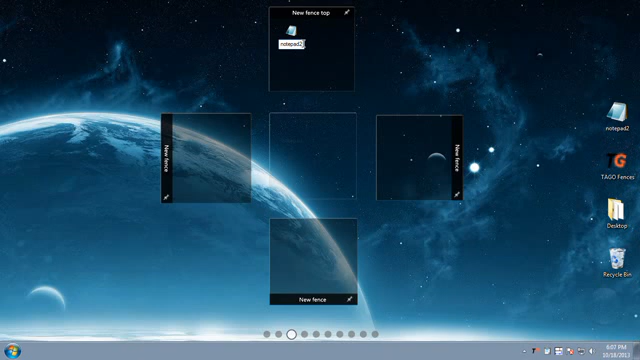 New fence top
notepad2
New fence
New fence
New fence
notepad2
TG
TAGO Fences
Desktop
Recycle Bin
6:07 PM
10/18/2013